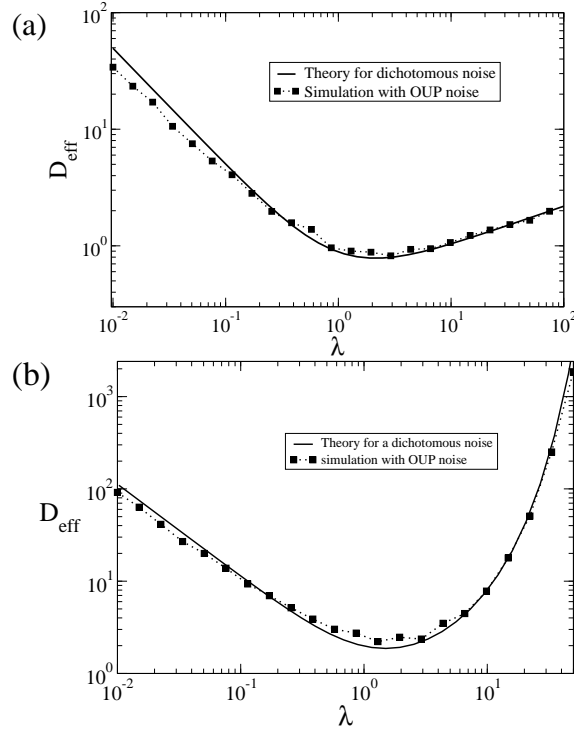 (a)
10^2
10^1
10^0
D_eff
Theory for dichotomous noise
Simulation with OUP noise
10^-2 10^-1 10^0 10^1 10^2
λ
(b)
10^3
10^2
10^1
10^0
D_eff
Theory for a dichotomous noise
simulation with OUP noise
10^-2 10^-1 10^0 10^1
λ